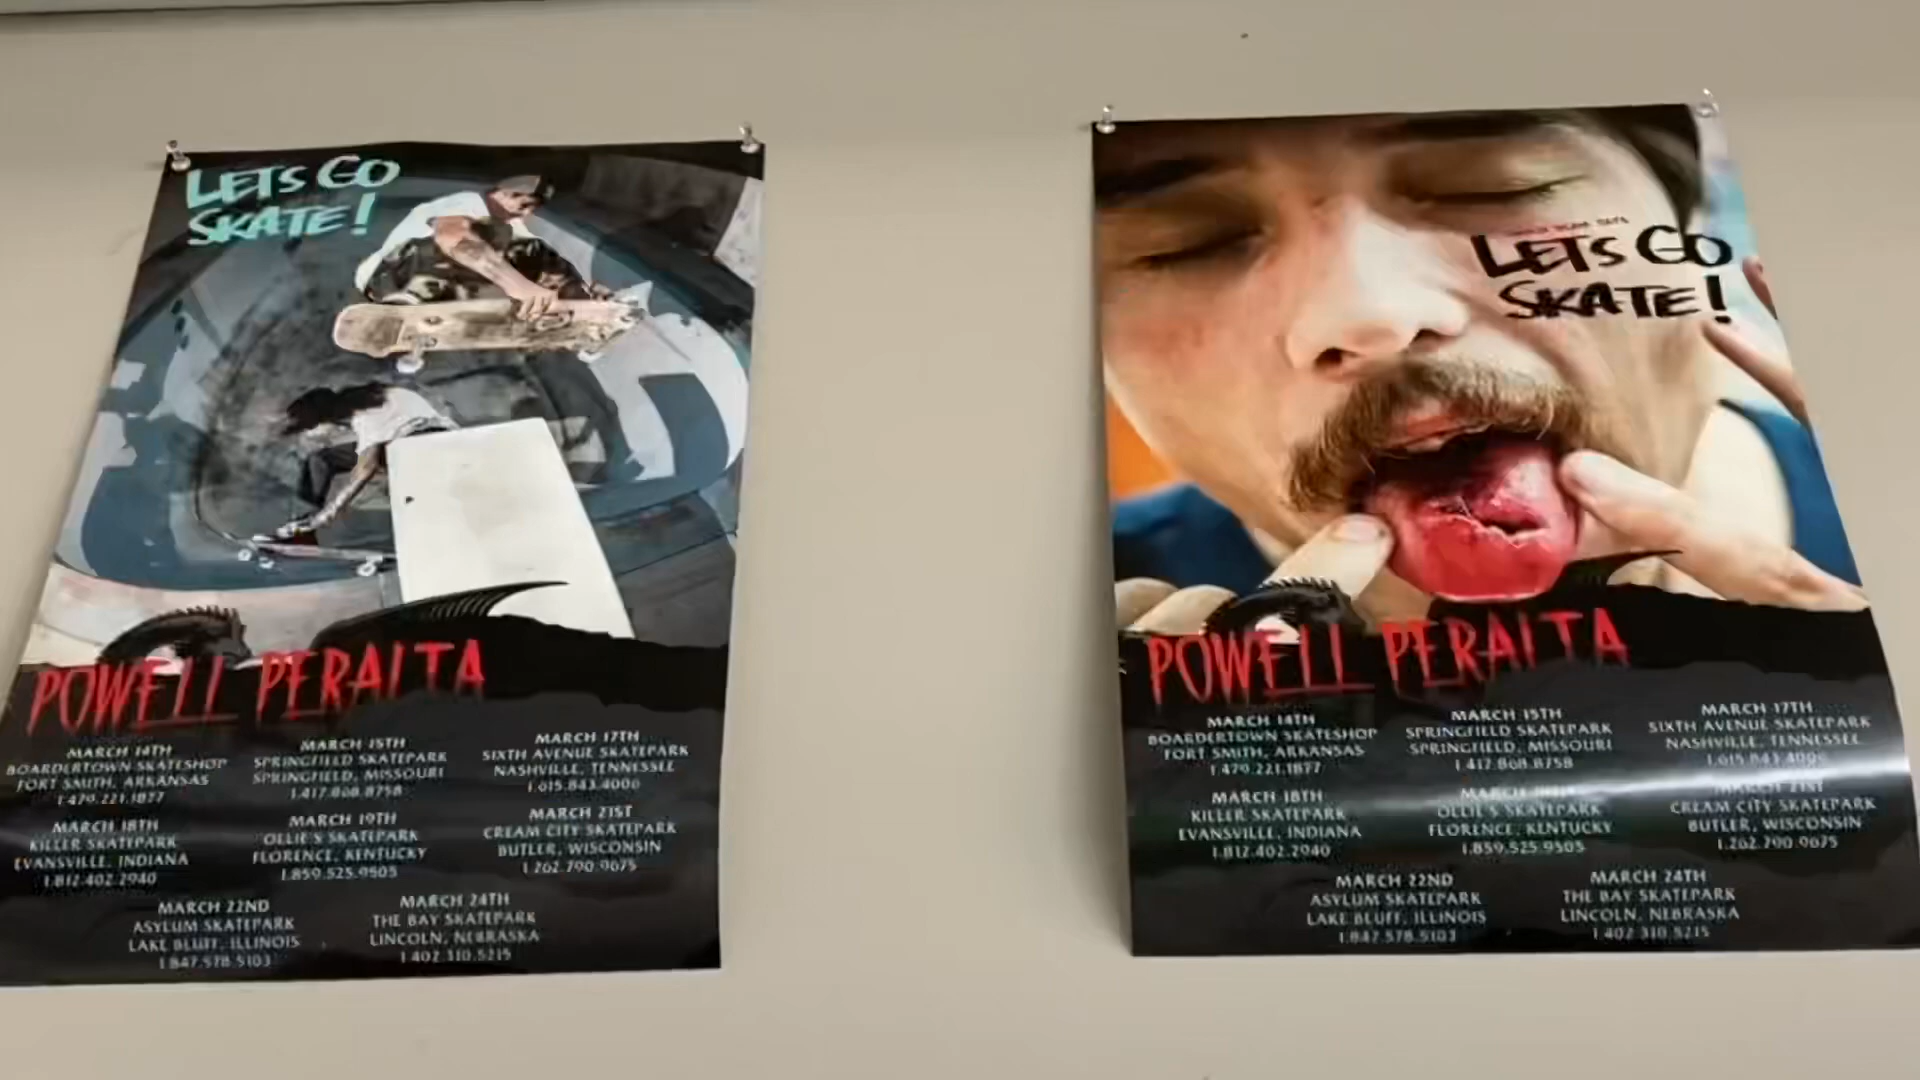 LETS GO
SKATE!
POWELL PERALTA
MARCH 14TH
BOARDERTOWN SKATESHOP
FORT SMITH, ARKANSAS
1.479.221.1877
MARCH 15TH
SPRINGFIELD SKATEPARK
SPRINGFIELD, MISSOURI
1.417.868.8758
MARCH 17TH
SIXTH AVENUE SKATEPARK
NASHVILLE, TENNESSEE
1.615.843.4000
MARCH 18TH
KILLER SKATEPARK
EVANSVILLE, INDIANA
1.812.402.2940
MARCH 19TH
OLLIE'S SKATEPARK
FLORENCE, KENTUCKY
1.859.525.9505
MARCH 21ST
CREAM CITY SKATEPARK
BUTLER, WISCONSIN
1.262.790.9675
MARCH 22ND
ASYLUM SKATEPARK
LAKE BLUFF, ILLINOIS
1.847.578.5103
MARCH 24TH
THE BAY SKATEPARK
LINCOLN, NEBRASKA
1.402.310.5215
LETS GO
SKATE!
POWELL PERALTA
MARCH 14TH
BOARDERTOWN SKATESHOP
FORT SMITH, ARKANSAS
1.479.221.1877
MARCH 15TH
SPRINGFIELD SKATEPARK
SPRINGFIELD, MISSOURI
1.417.868.8758
MARCH 17TH
SIXTH AVENUE SKATEPARK
NASHVILLE, TENNESSEE
MARCH 18TH
KILLER SKATEPARK
EVANSVILLE, INDIANA
1.812.402.2940
MARCH
OLLIE'S SKATEPARK
FLORENCE, KENTUCKY
1.859.525.9505
MARCH 21ST
CREAM CITY SKATEPARK
BUTLER, WISCONSIN
1.262.790.9675
MARCH 22ND
ASYLUM SKATEPARK
LAKE BLUFF, ILLINOIS
1.847.578.5103
MARCH 24TH
THE BAY SKATEPARK
LINCOLN, NEBRASKA
1.402.310.5215